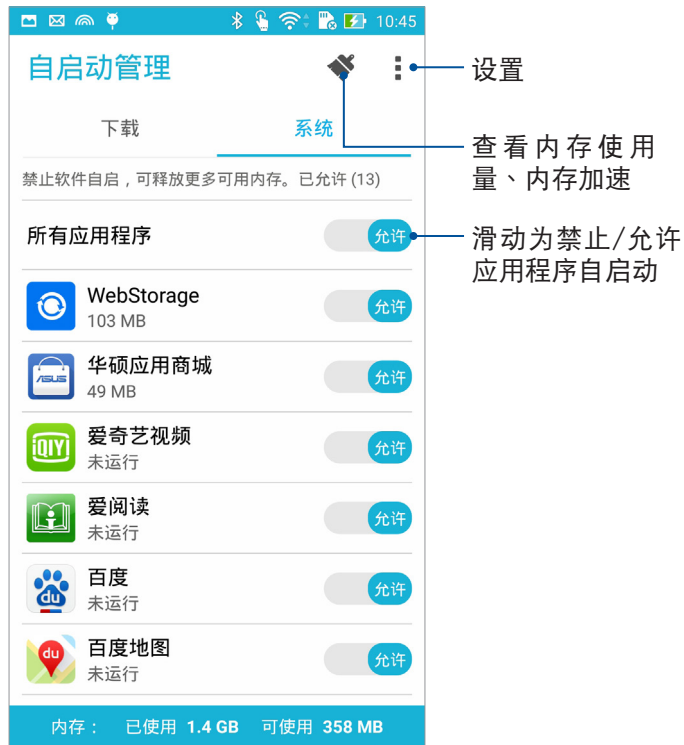 10:45
自启动管理
设置
下载 系统
查看内存使用
量、内存加速
禁止软件自启,可释放更多可用内存。已允许 (13)
所有应用程序 允许
滑动为禁止/允许
应用程序自启动
WebStorage
103 MB
允许
华硕应用商城
49 MB
允许
ASUS
爱奇艺视频
未运行
允许
iQIYI
爱阅读
未运行
允许
百度
未运行
允许
du
百度地图
未运行
允许
du
内存: 已使用 1.4 GB 可使用 358 MB